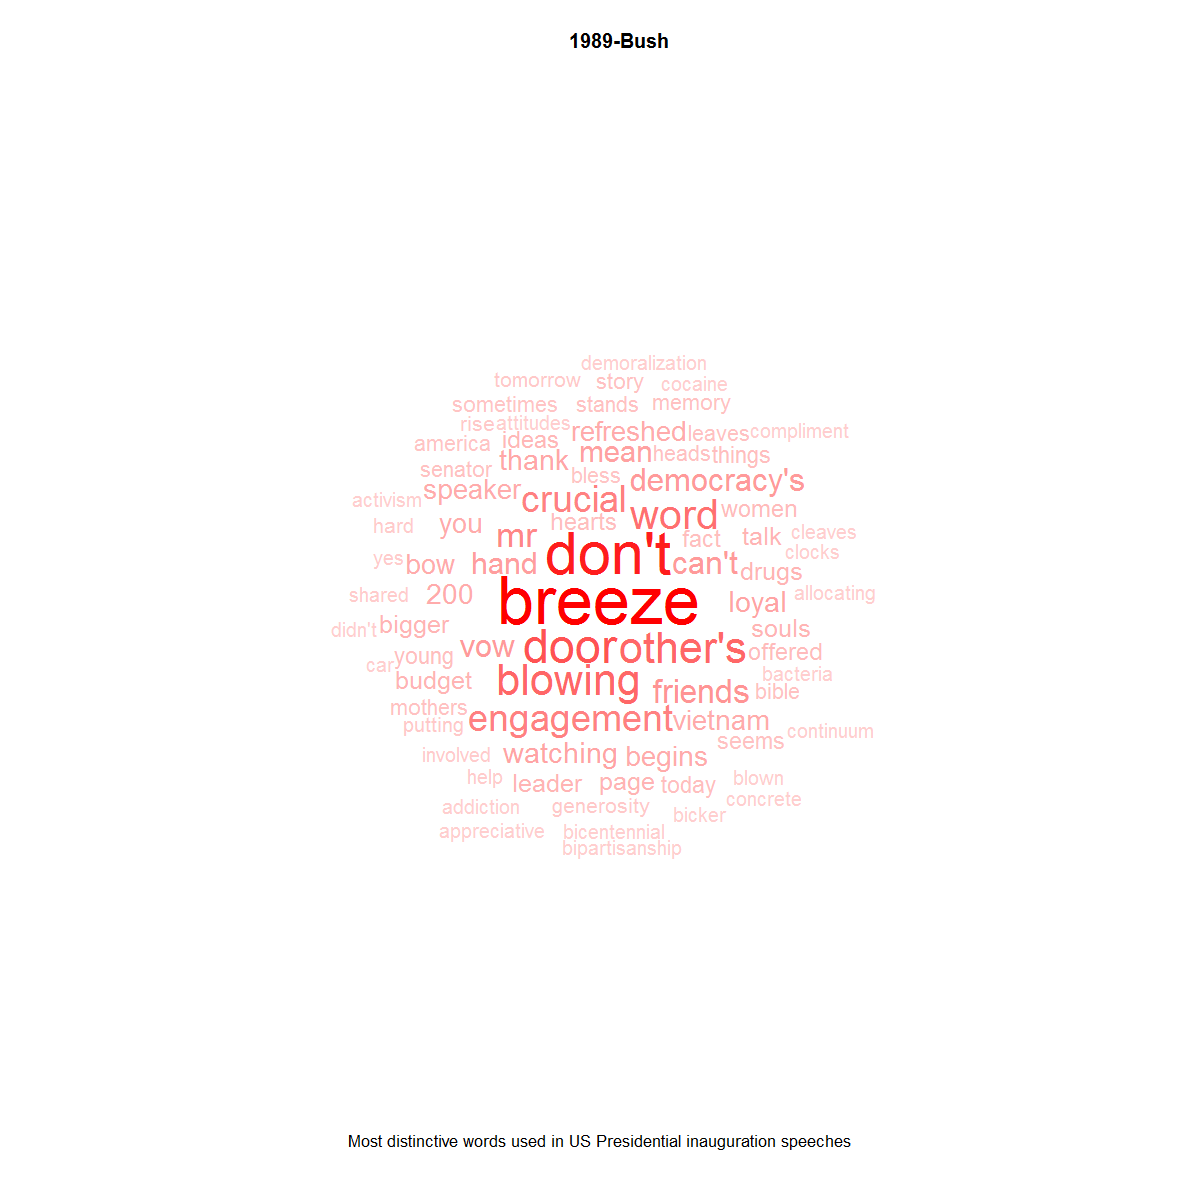 1989-Bush
demoralization
tomorrow story cocaine
sometimes stands memory
rise attitudes refreshed leaves compliment
america ideas mean heads things
senator thank bless democracy's
activism speaker crucial word women
hard you mr hearts fact talk cleaves
yes bow hand don't can't drugs clocks
shared 200 breeze loyal allocating
didn't bigger souls
car young vow door other's offered
budget blowing friends bible bacteria
mothers putting engagement vietnam continuum
involved watching begins seems
help leader page today blown
addiction generosity bicker concrete
appreciative bicentennial
bipartisanship
Most distinctive words used in US Presidential inauguration speeches